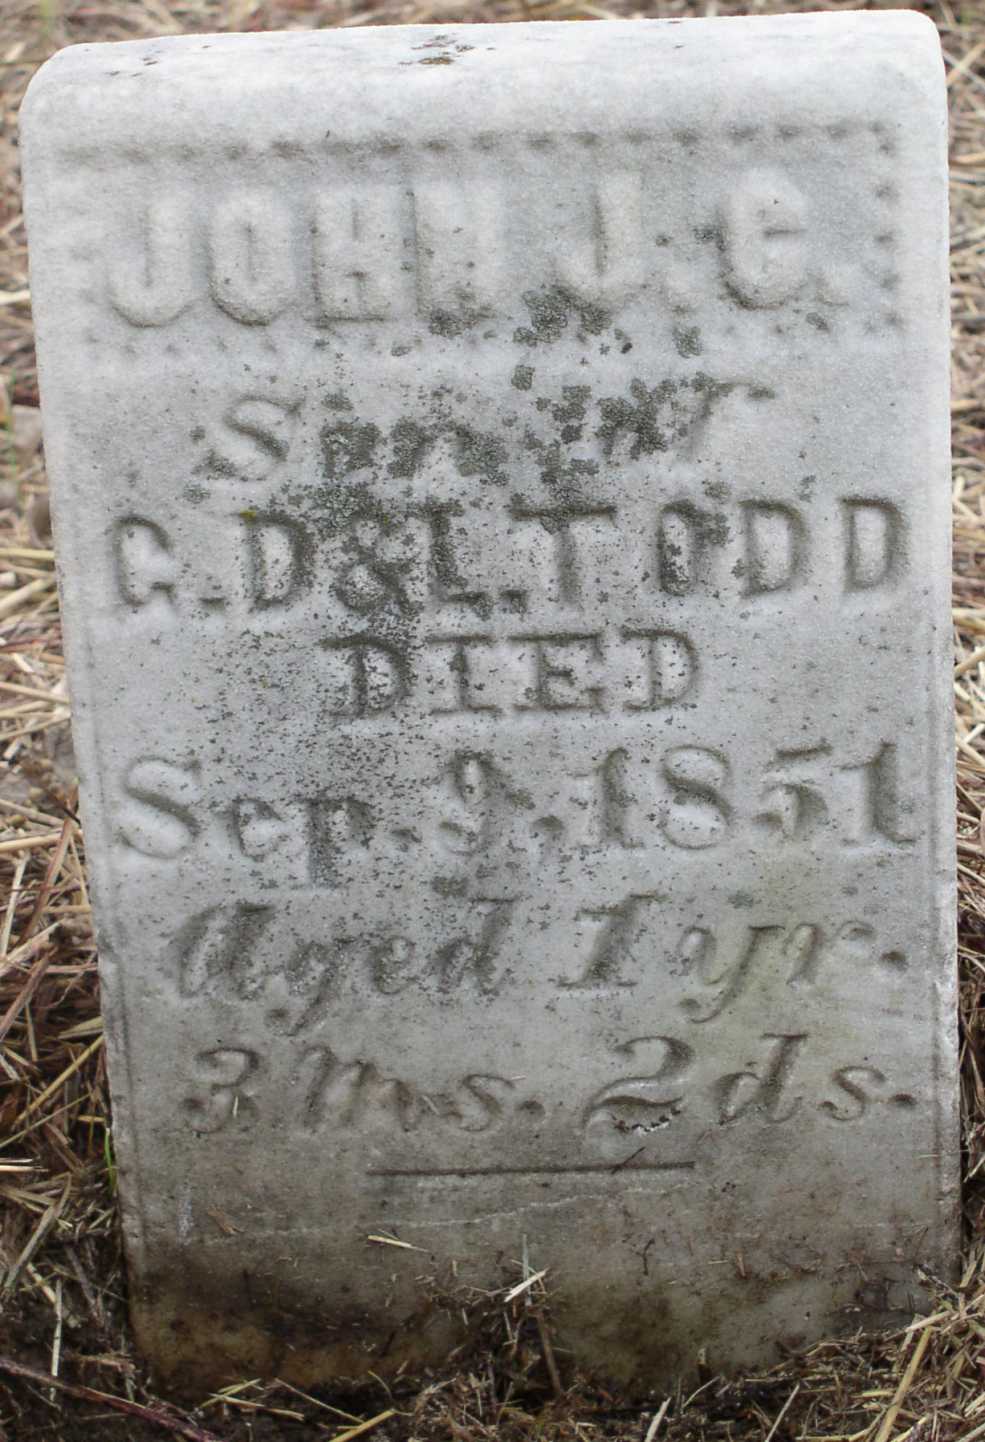 JOHN J. C.
Son of
C. D. & L. TODD
DIED
Sep. 9, 1851
Aged 1 yr.
3 Ms. 2 ds.